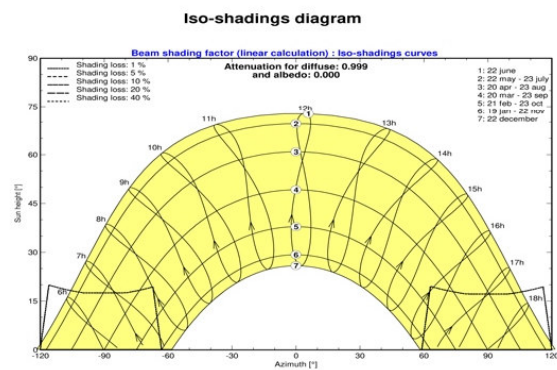 Iso-shadings diagram
Beam shading factor (linear calculation) : Iso-shadings curves
Attenuation for diffuse: 0.999
and albedo: 0.000
Shading loss: 1 %
Shading loss: 5 %
Shading loss: 10 %
Shading loss: 20 %
Shading loss: 40 %
1: 22 june
2: 22 may - 23 july
3: 20 apr - 23 aug
4: 20 mar - 23 sep
5: 21 feb - 23 oct
6: 19 jan - 22 nov
7: 22 december
Sun height [°]
90
75
60
45
30
15
0
6h
7h
8h
9h
10h
11h
12h
13h
14h
15h
16h
17h
18h
1
2
3
4
5
6
7
-120
-90
-60
-30
0
30
60
90
120
Azimuth [°]